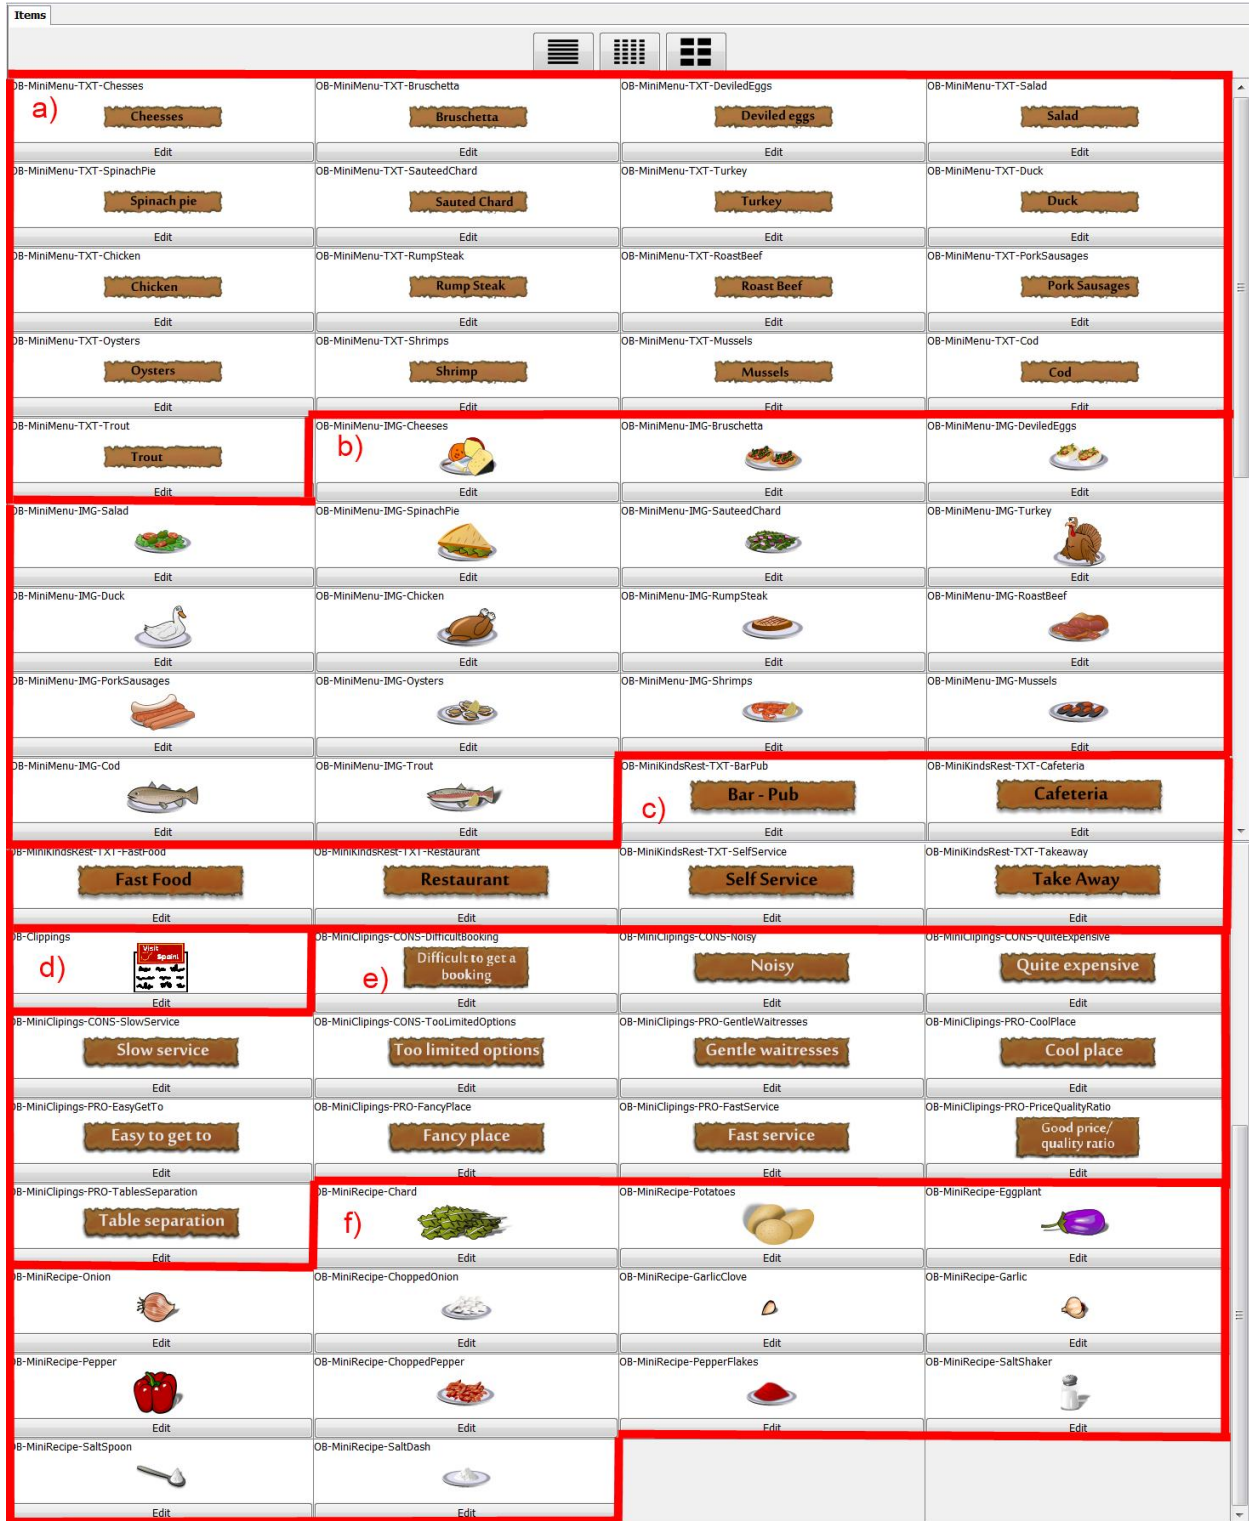 Items
OB-MiniMenu-TXT-Chesses OB-MiniMenu-TXT-Bruschetta OB-MiniMenu-TXT-DeviledEggs OB-MiniMenu-TXT-Salad
a) Cheesses Bruschetta Deviled eggs Salad
Edit Edit Edit Edit
OB-MiniMenu-TXT-SpinachPie OB-MiniMenu-TXT-SauteedChard OB-MiniMenu-TXT-Turkey OB-MiniMenu-TXT-Duck
Spinach pie Sauted Chard Turkey Duck
Edit Edit Edit Edit
OB-MiniMenu-TXT-Chicken OB-MiniMenu-TXT-RumpSteak OB-MiniMenu-TXT-RoastBeef OB-MiniMenu-TXT-PorkSausages
Chicken Rump Steak Roast Beef Pork Sausages
Edit Edit Edit Edit
OB-MiniMenu-TXT-Oysters OB-MiniMenu-TXT-Shrimps OB-MiniMenu-TXT-Mussels OB-MiniMenu-TXT-Cod
Oysters Shrimp Mussels Cod
Edit Edit Edit Edit
OB-MiniMenu-TXT-Trout OB-MiniMenu-IMG-Cheeses OB-MiniMenu-IMG-Bruschetta OB-MiniMenu-IMG-DeviledEggs
Trout b)
Edit Edit Edit Edit
OB-MiniMenu-IMG-Salad OB-MiniMenu-IMG-SpinachPie OB-MiniMenu-IMG-SauteedChard OB-MiniMenu-IMG-Turkey
Edit Edit Edit Edit
OB-MiniMenu-IMG-Duck OB-MiniMenu-IMG-Chicken OB-MiniMenu-IMG-RumpSteak OB-MiniMenu-IMG-RoastBeef
Edit Edit Edit Edit
OB-MiniMenu-IMG-PorkSausages OB-MiniMenu-IMG-Oysters OB-MiniMenu-IMG-Shrimps OB-MiniMenu-IMG-Mussels
Edit Edit Edit Edit
OB-MiniMenu-IMG-Cod OB-MiniMenu-IMG-Trout OB-MiniKindsRest-TXT-BarPub OB-MiniKindsRest-TXT-Cafeteria
c) Bar - Pub Cafeteria
Edit Edit Edit Edit
OB-MiniKindsRest-TXT-FastFood OB-MiniKindsRest-TXT-Restaurant OB-MiniKindsRest-TXT-SelfService OB-MiniKindsRest-TXT-Takeaway
Fast Food Restaurant Self Service Take Away
Edit Edit Edit Edit
OB-Clippings OB-MiniClipings-CONS-DifficultBooking OB-MiniClipings-CONS-Noisy OB-MiniClipings-CONS-QuiteExpensive
d) Visit Spain! e) Difficult to get a booking Noisy Quite expensive
Edit Edit Edit Edit
OB-MiniClipings-CONS-SlowService OB-MiniClipings-CONS-TooLimitedOptions OB-MiniClipings-PRO-GentleWaitresses OB-MiniClipings-PRO-CoolPlace
Slow service Too limited options Gentle waitresses Cool place
Edit Edit Edit Edit
OB-MiniClipings-PRO-EasyGetTo OB-MiniClipings-PRO-FancyPlace OB-MiniClipings-PRO-FastService OB-MiniClipings-PRO-PriceQualityRatio
Easy to get to Fancy place Fast service Good price/ quality ratio
Edit Edit Edit Edit
OB-MiniClipings-PRO-TablesSeparation OB-MiniRecipe-Chard OB-MiniRecipe-Potatoes OB-MiniRecipe-Eggplant
Table separation f)
Edit Edit Edit Edit
OB-MiniRecipe-Onion OB-MiniRecipe-ChoppedOnion OB-MiniRecipe-GarlicClove OB-MiniRecipe-Garlic
Edit Edit Edit Edit
OB-MiniRecipe-Pepper OB-MiniRecipe-ChoppedPepper OB-MiniRecipe-PepperFlakes OB-MiniRecipe-SaltShaker
Edit Edit Edit Edit
OB-MiniRecipe-SaltSpoon OB-MiniRecipe-SaltDash
Edit Edit